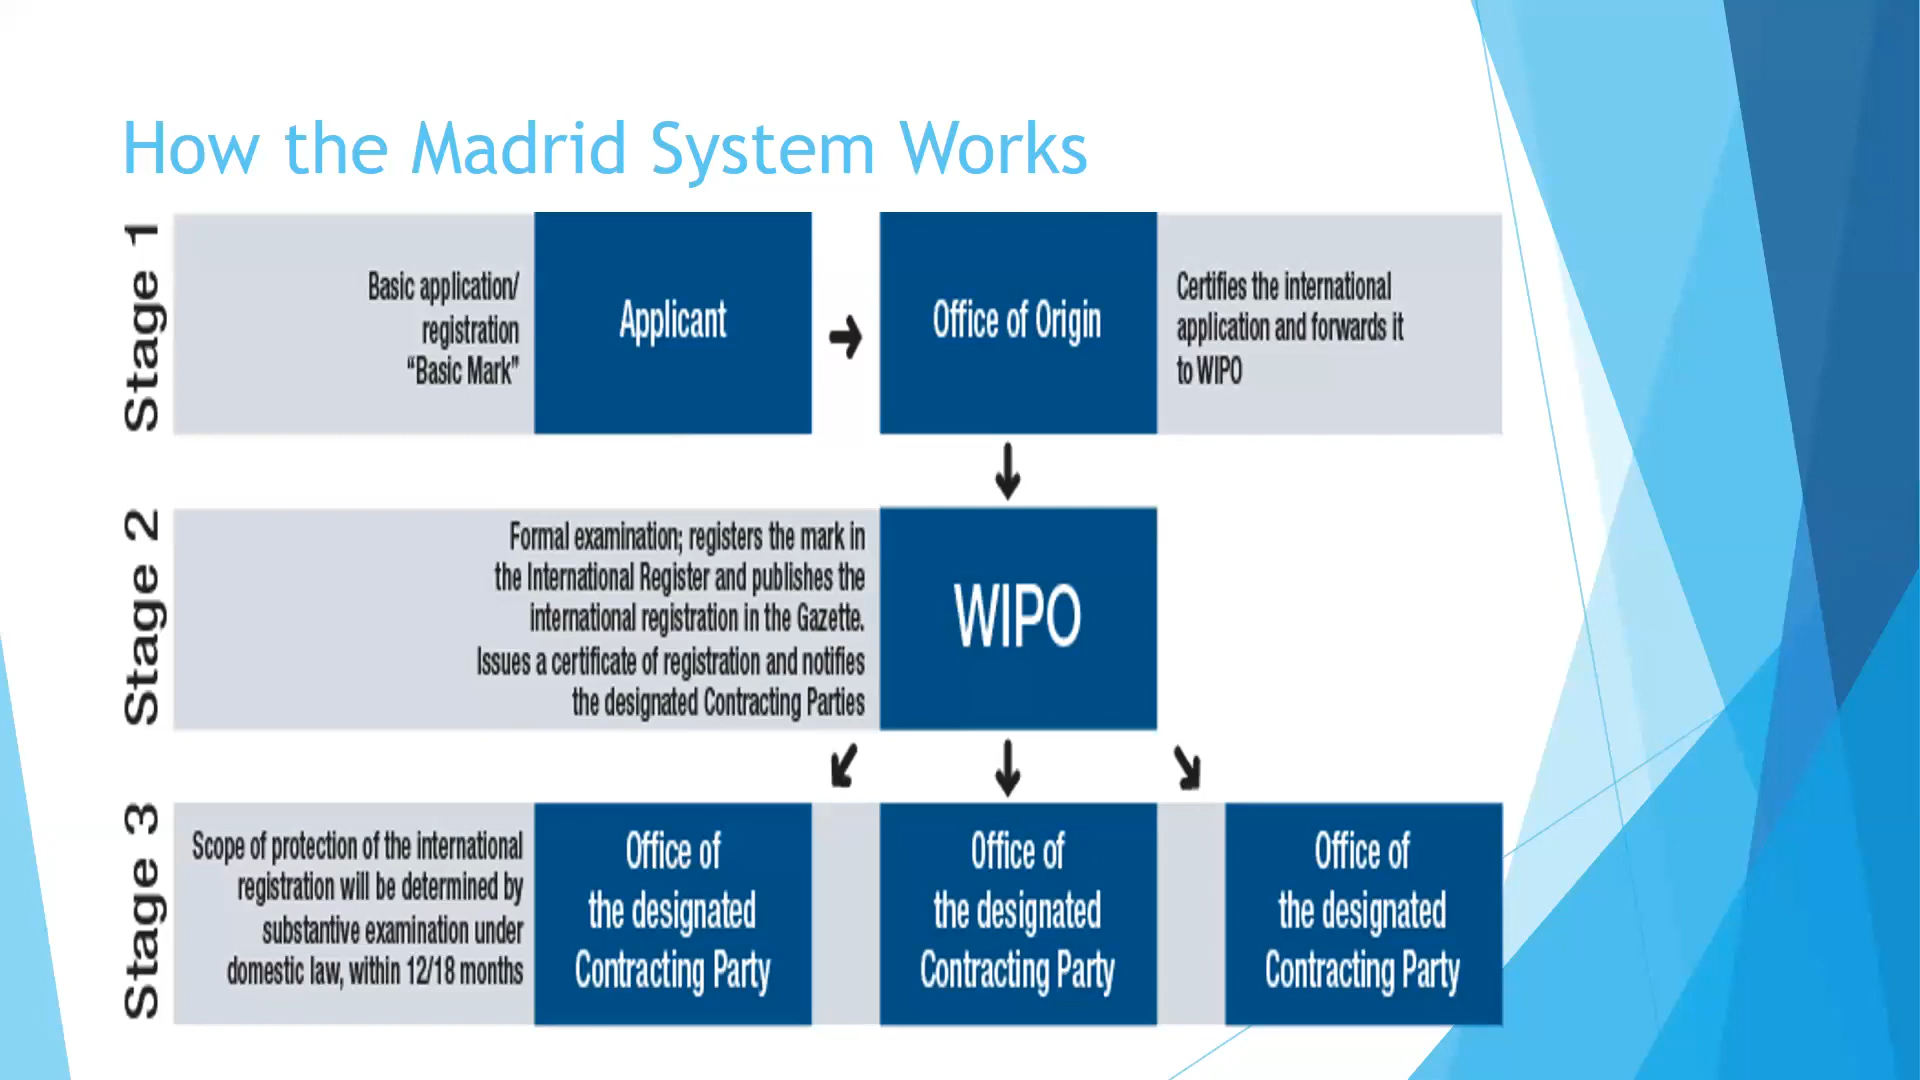 How the Madrid System Works
Stage 1
Basic application/
registration
“Basic Mark”
Applicant
Office of Origin
Certifies the international
application and forwards it
to WIPO
Stage 2
Formal examination; registers the mark in
the International Register and publishes the
international registration in the Gazette.
Issues a certificate of registration and notifies
the designated Contracting Parties
WIPO
Stage 3
Scope of protection of the international
registration will be determined by
substantive examination under
domestic law, within 12/18 months
Office of
the designated
Contracting Party
Office of
the designated
Contracting Party
Office of
the designated
Contracting Party